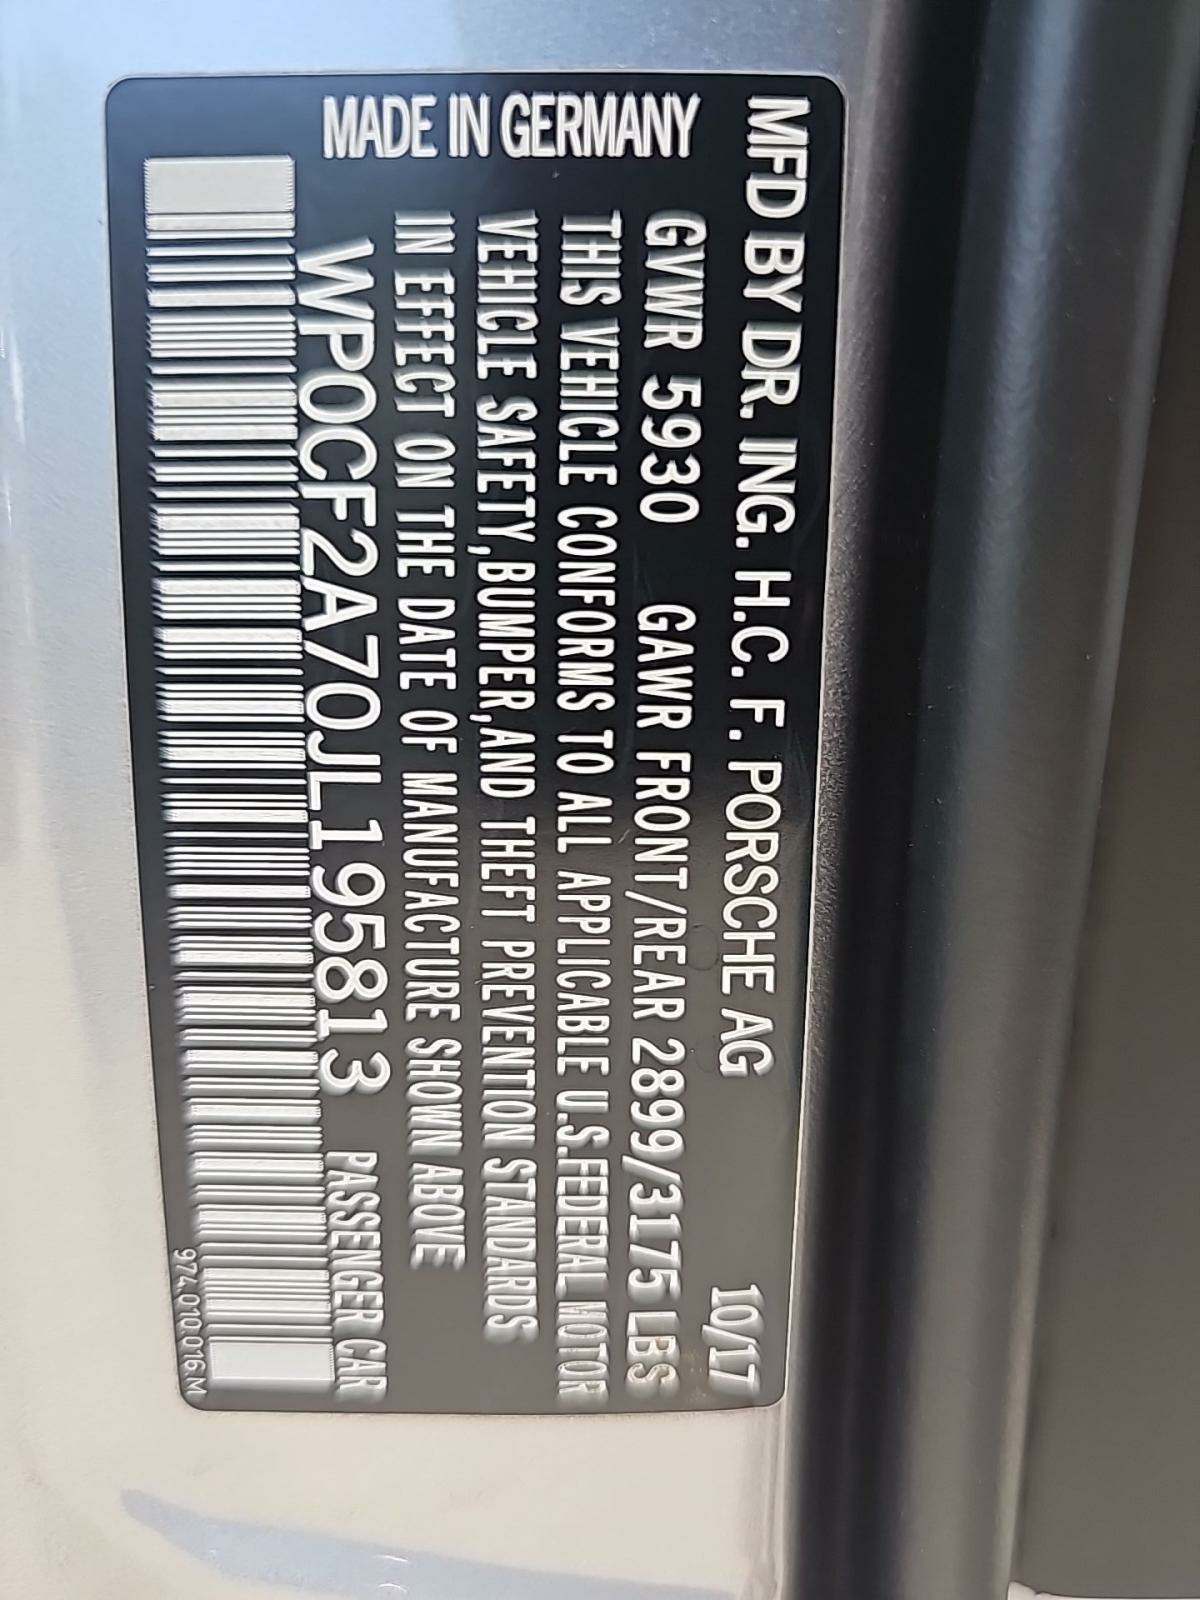 MFD BY DR. ING. H.C. F. PORSCHE AG 10/17
GVWR 5930 GAWR FRONT/REAR 2899/3175 LBS
THIS VEHICLE CONFORMS TO ALL APPLICABLE U.S.FEDERAL MOTOR
VEHICLE SAFETY,BUMPER,AND THEFT PREVENTION STANDARDS
IN EFFECT ON THE DATE OF MANUFACTURE SHOWN ABOVE
MADE IN GERMANY
WP0CF2A70JL195813 PASSENGER CAR
974.010.016.M